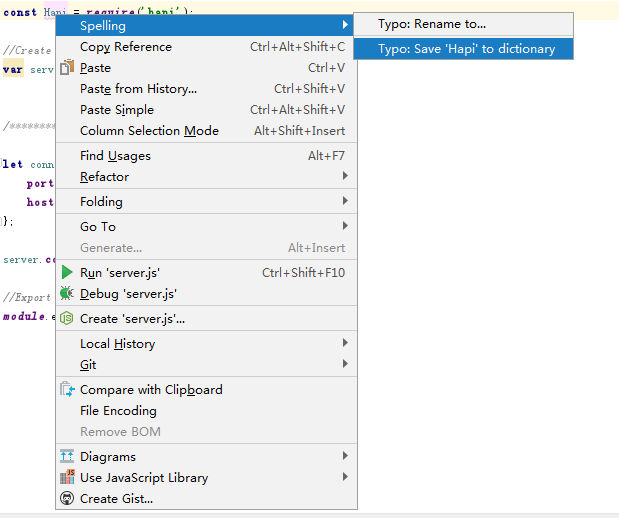 const Hapi = require('hapi');
Spelling
Typo: Rename to...
Typo: Save 'Hapi' to dictionary
//Create
Copy Reference Ctrl+Alt+Shift+C
var serv
Paste Ctrl+V
Paste from History... Ctrl+Shift+V
Paste Simple Ctrl+Alt+Shift+V
/*********
Column Selection Mode Alt+Shift+Insert
Find Usages Alt+F7
let conn
Refactor
port
host
Folding
};
Go To
Generate... Alt+Insert
server.co
Run 'server.js' Ctrl+Shift+F10
Debug 'server.js'
//Export
module.e
Create 'server.js'...
Local History
Git
Compare with Clipboard
File Encoding
Remove BOM
Diagrams
JS
Use JavaScript Library
Create Gist...